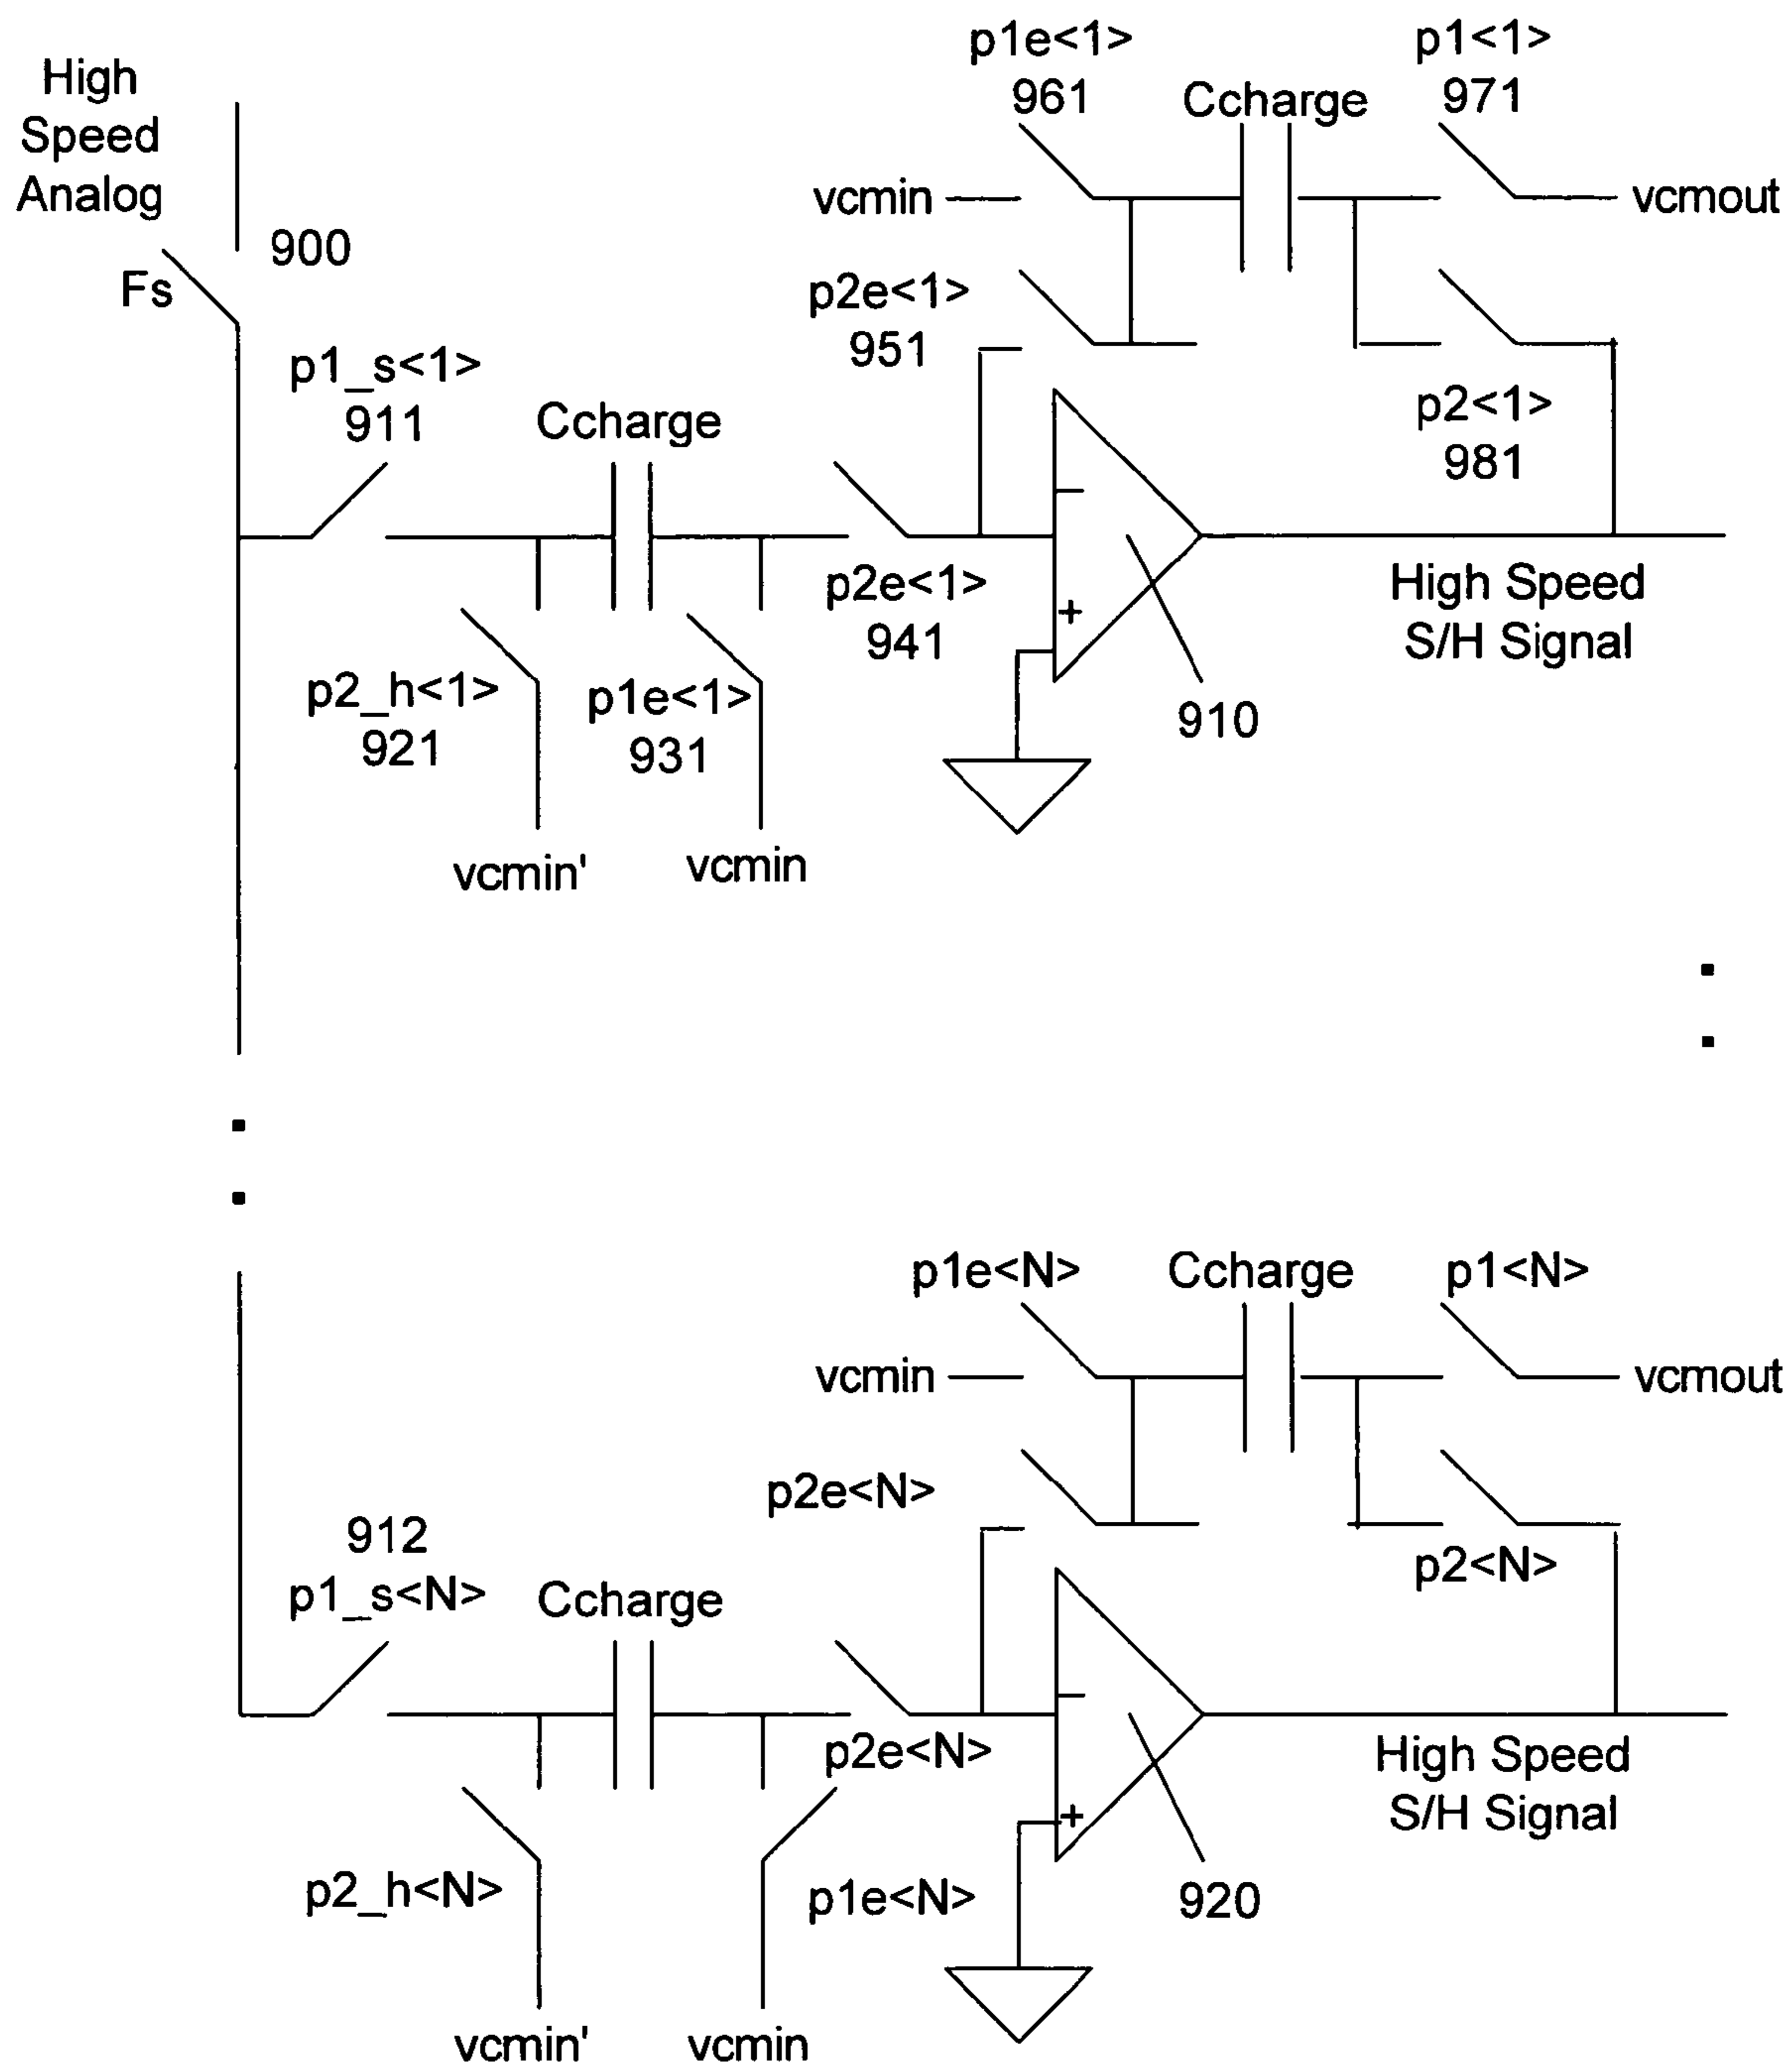 High
Speed
Analog
900
Fs
p1e<1>
961
Ccharge
p1<1>
971
vcmin
vcmout
p2e<1>
951
p2<1>
981
p1_s<1>
911
Ccharge
p2e<1>
941
-
+
910
High Speed
S/H Signal
p2_h<1>
921
p1e<1>
931
vcmin'
vcmin
p1e<N>
Ccharge
p1<N>
vcmin
vcmout
p2e<N>
p2<N>
912
p1_s<N>
Ccharge
p2e<N>
-
+
920
High Speed
S/H Signal
p2_h<N>
p1e<N>
vcmin'
vcmin